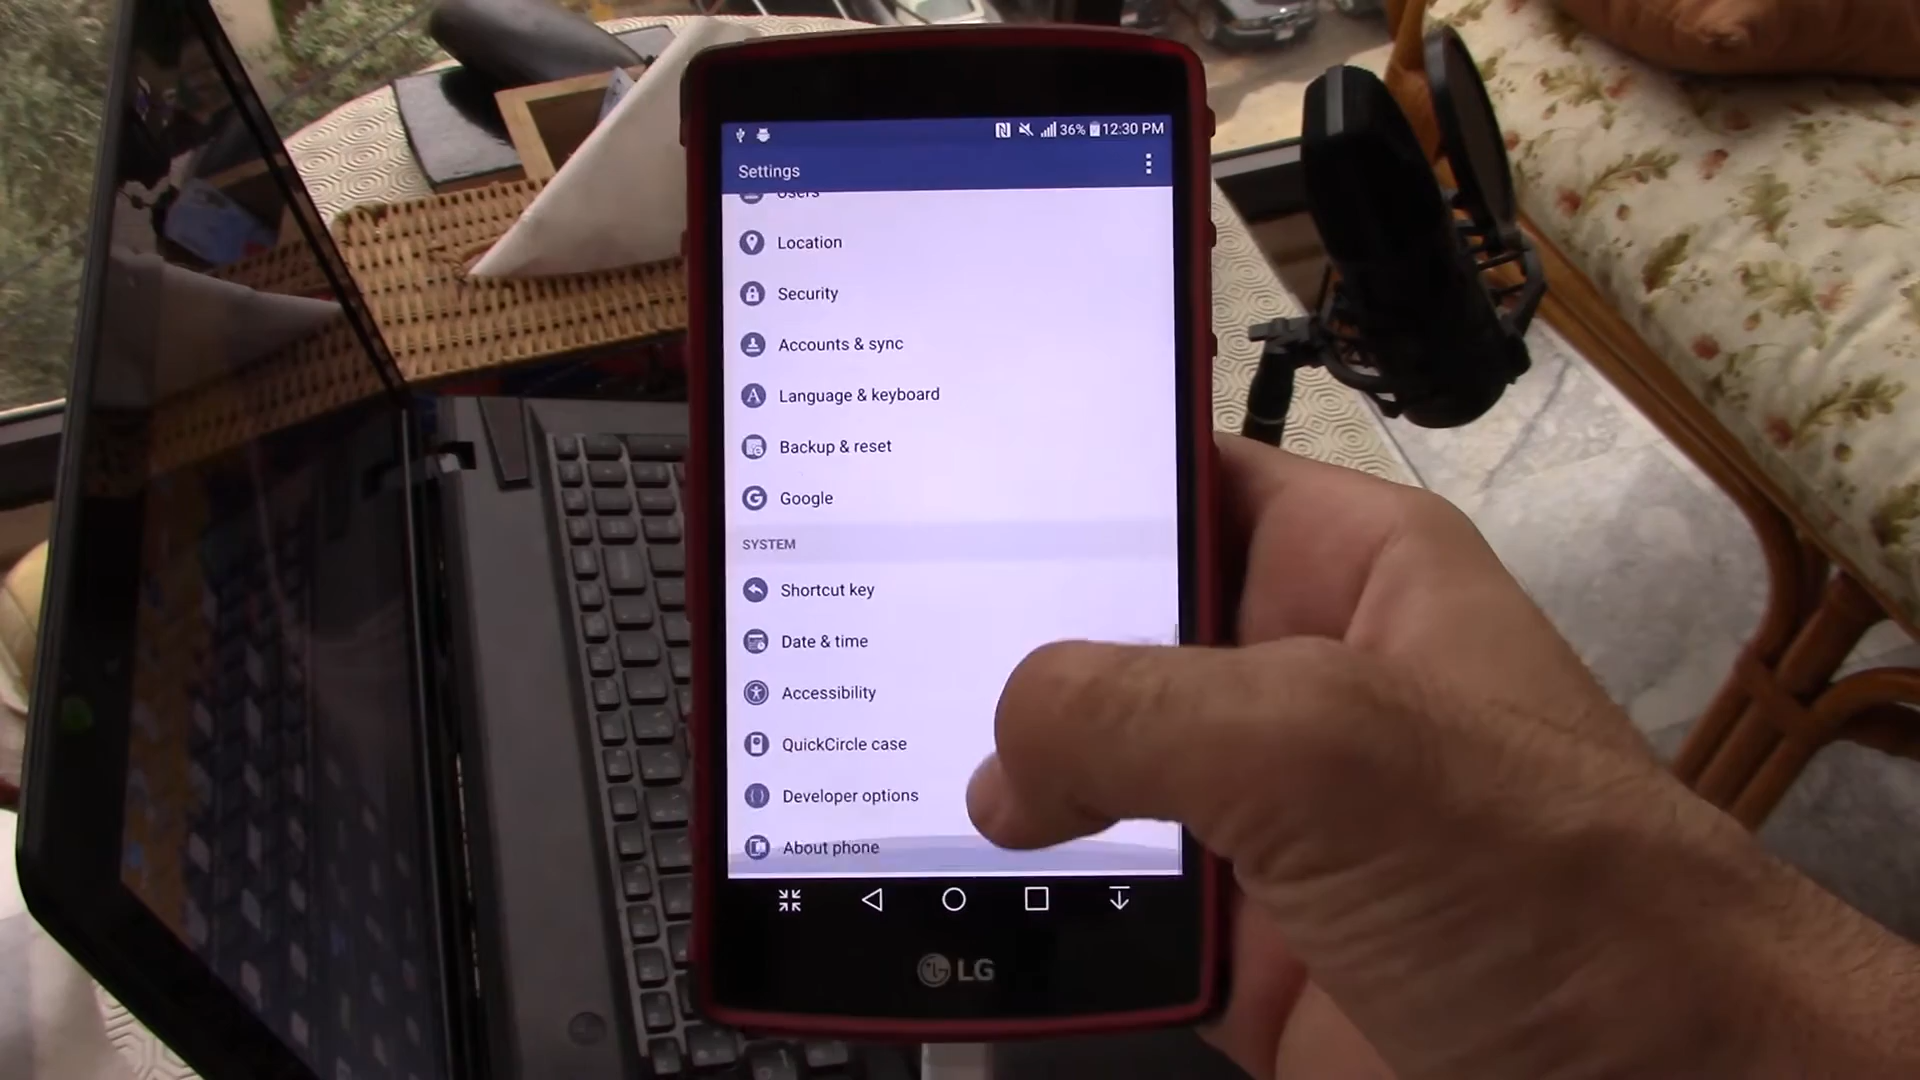 36% 12:30 PM
Settings
Users
Location
Security
Accounts & sync
Language & keyboard
Backup & reset
Google
SYSTEM
Shortcut key
Date & time
Accessibility
QuickCircle case
Developer options
About phone
LG